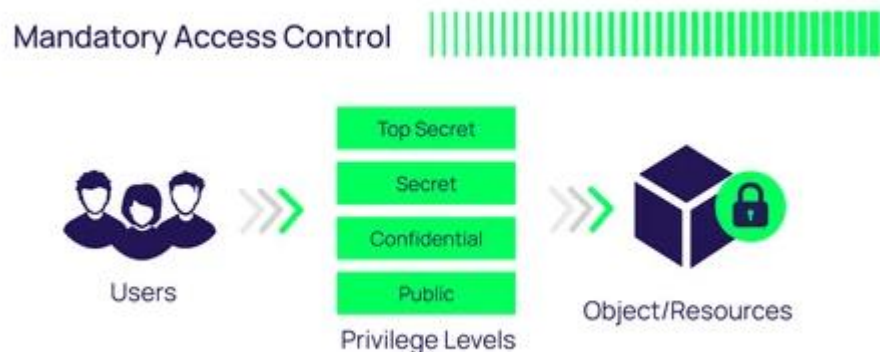 Mandatory Access Control
Top Secret
Secret
Confidential
Public
Users
Privilege Levels
Object/Resources